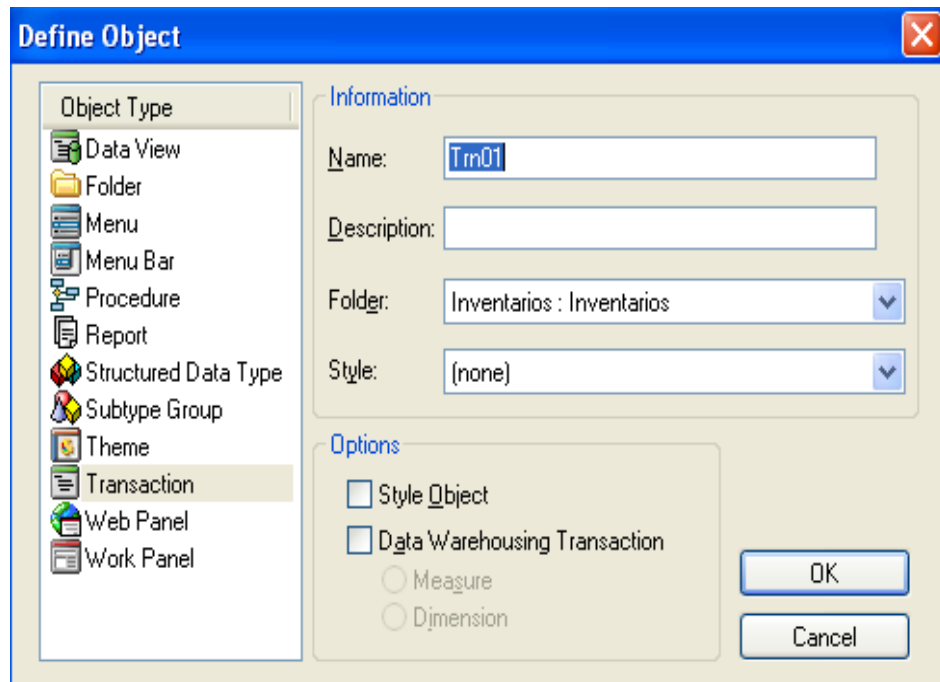 Define Object
Object Type
Data View
Folder
Menu
Menu Bar
Procedure
Report
Structured Data Type
Subtype Group
Theme
Transaction
Web Panel
Work Panel
Information
Name: Trn01
Description:
Folder: Inventarios : Inventarios
Style: (none)
Options
Style Object
Data Warehousing Transaction
Measure
Dimension
OK
Cancel